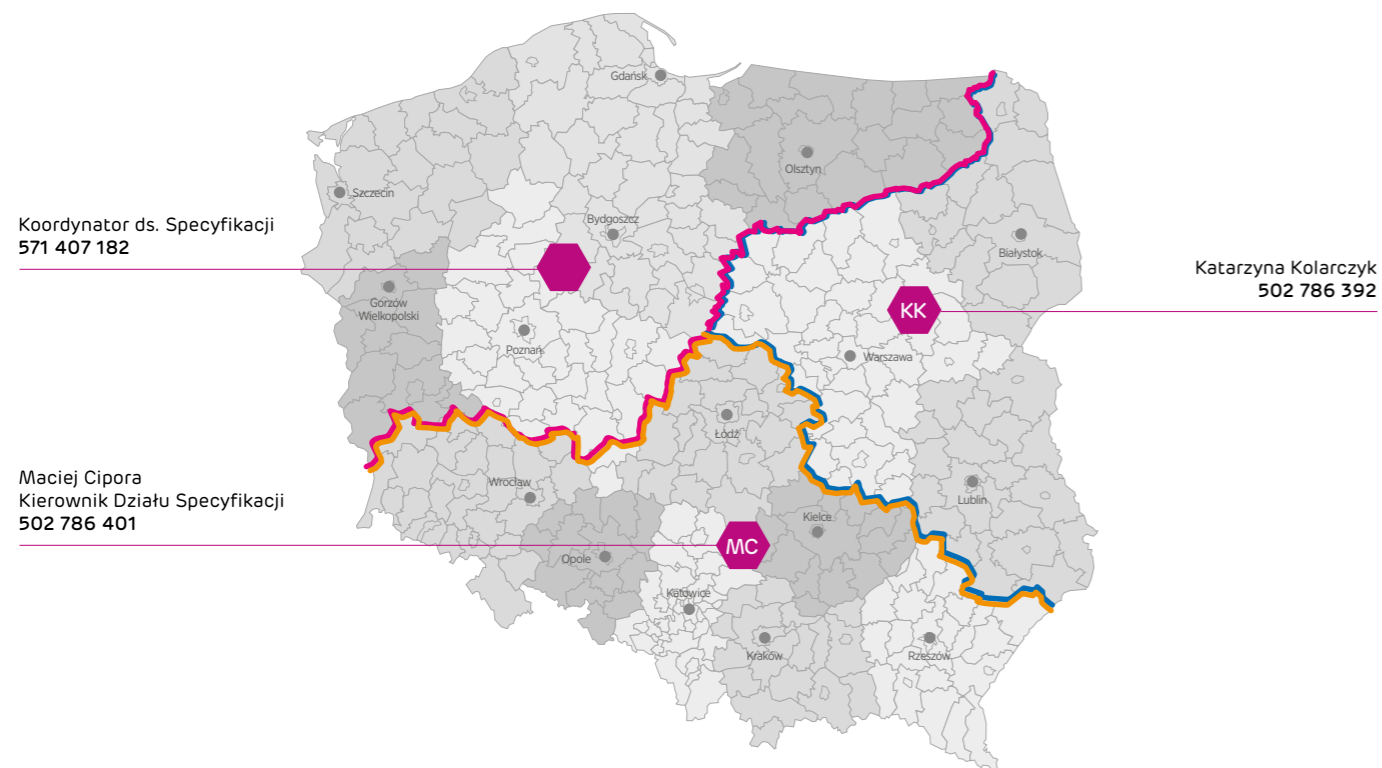 Gdańsk
Olsztyn
Szczecin
Koordynator ds. Specyfikacji
571 407 182
Bydgoszcz
Białystok
Katarzyna Kolarczyk
502 786 392
Gorzów
Wielkopolski
KK
Poznań
Warszawa
Łódź
Maciej Cipora
Kierownik Działu Specyfikacji
502 786 401
Wrocław
Lublin
Kielce
MC
Opole
Katowice
Kraków
Rzeszów